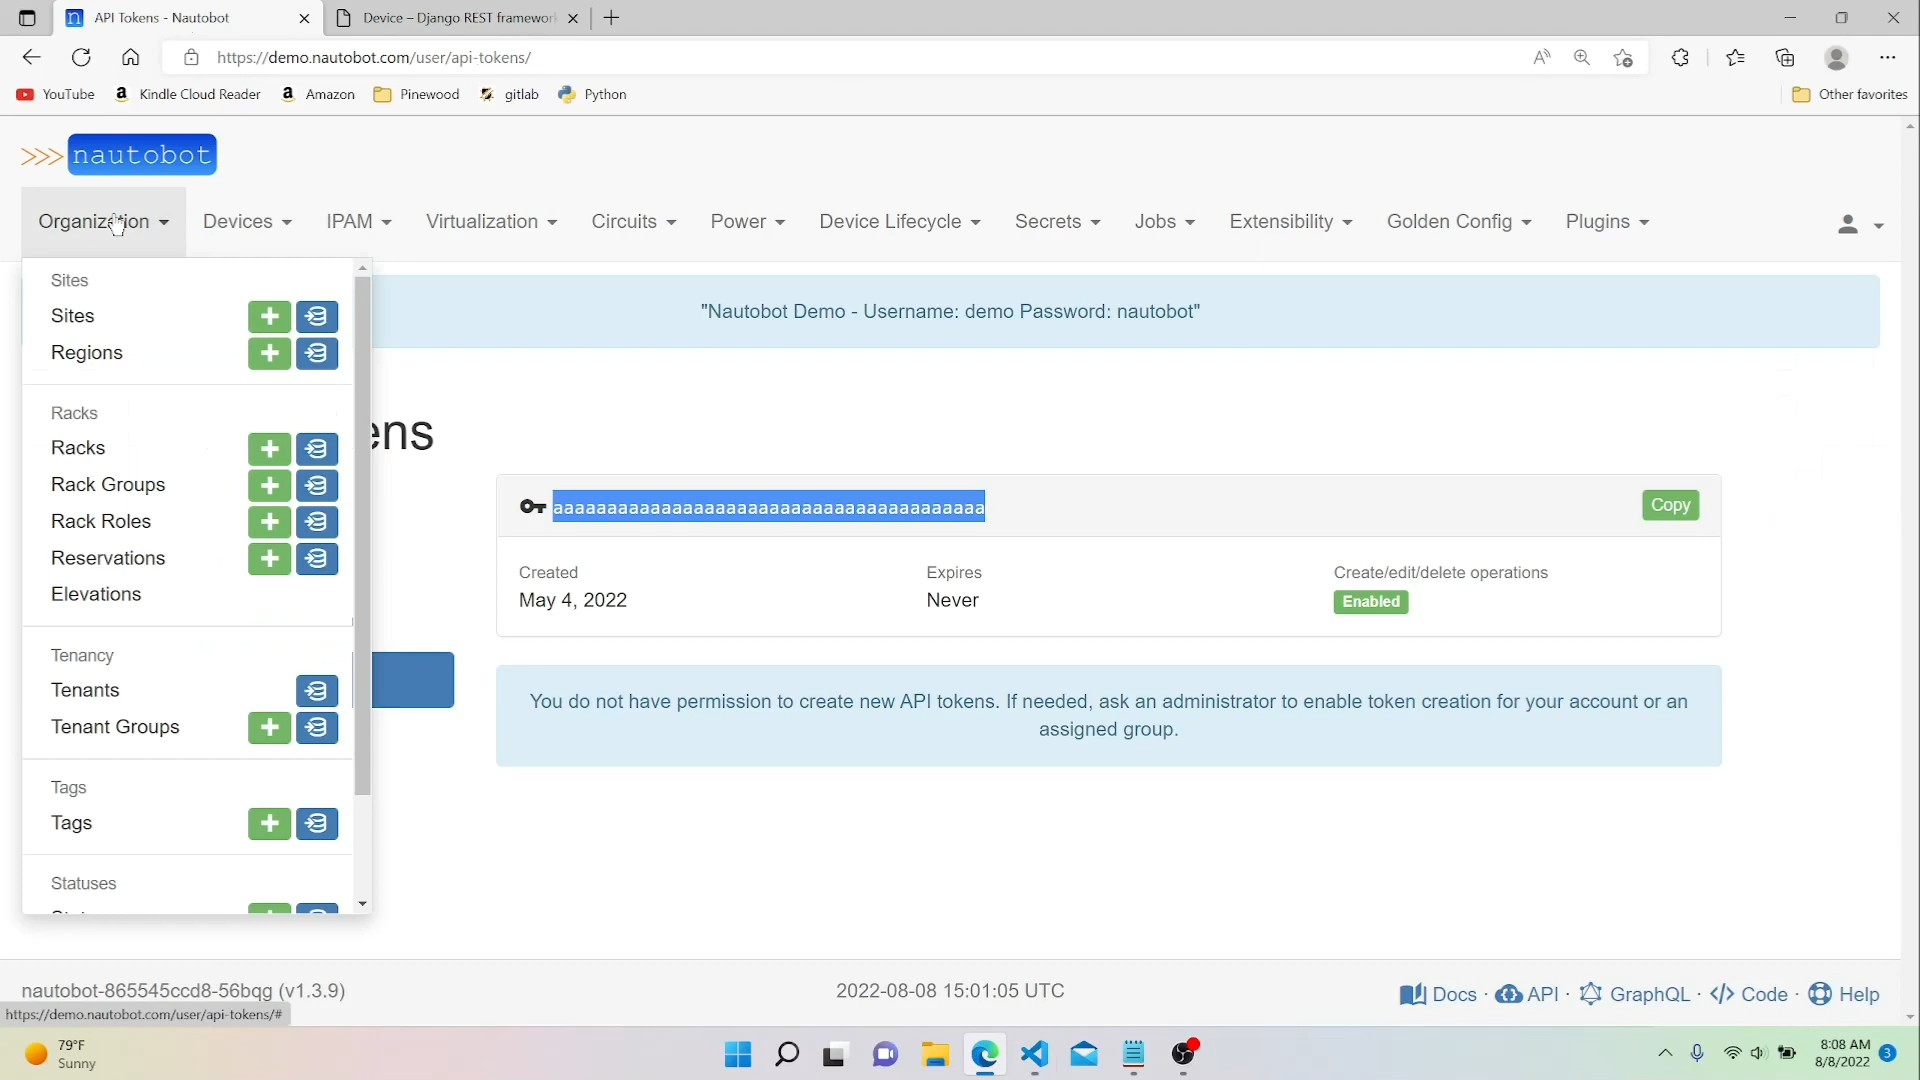 API Tokens - Nautobot
Device – Django REST framewor
https://demo.nautobot.com/user/api-tokens/
YouTube
Kindle Cloud Reader
Amazon
Pinewood
gitlab
Python
Other favorites
>>> nautobot
Organization
Devices
IPAM
Virtualization
Circuits
Power
Device Lifecycle
Secrets
Jobs
Extensibility
Golden Config
Plugins
"Nautobot Demo - Username: demo Password: nautobot"
Sites
Sites
Regions
Racks
Racks
Rack Groups
Rack Roles
Reservations
Elevations
Tenancy
Tenants
Tenant Groups
Tags
Tags
Statuses
ens
aaaaaaaaaaaaaaaaaaaaaaaaaaaaaaaaaaaaaaaa
Copy
Created
May 4, 2022
Expires
Never
Create/edit/delete operations
Enabled
You do not have permission to create new API tokens. If needed, ask an administrator to enable token creation for your account or an
assigned group.
nautobot-865545ccd8-56bqg (v1.3.9)
2022-08-08 15:01:05 UTC
Docs · API · GraphQL · Code · Help
https://demo.nautobot.com/user/api-tokens/#
79°F
Sunny
8:08 AM
8/8/2022
3